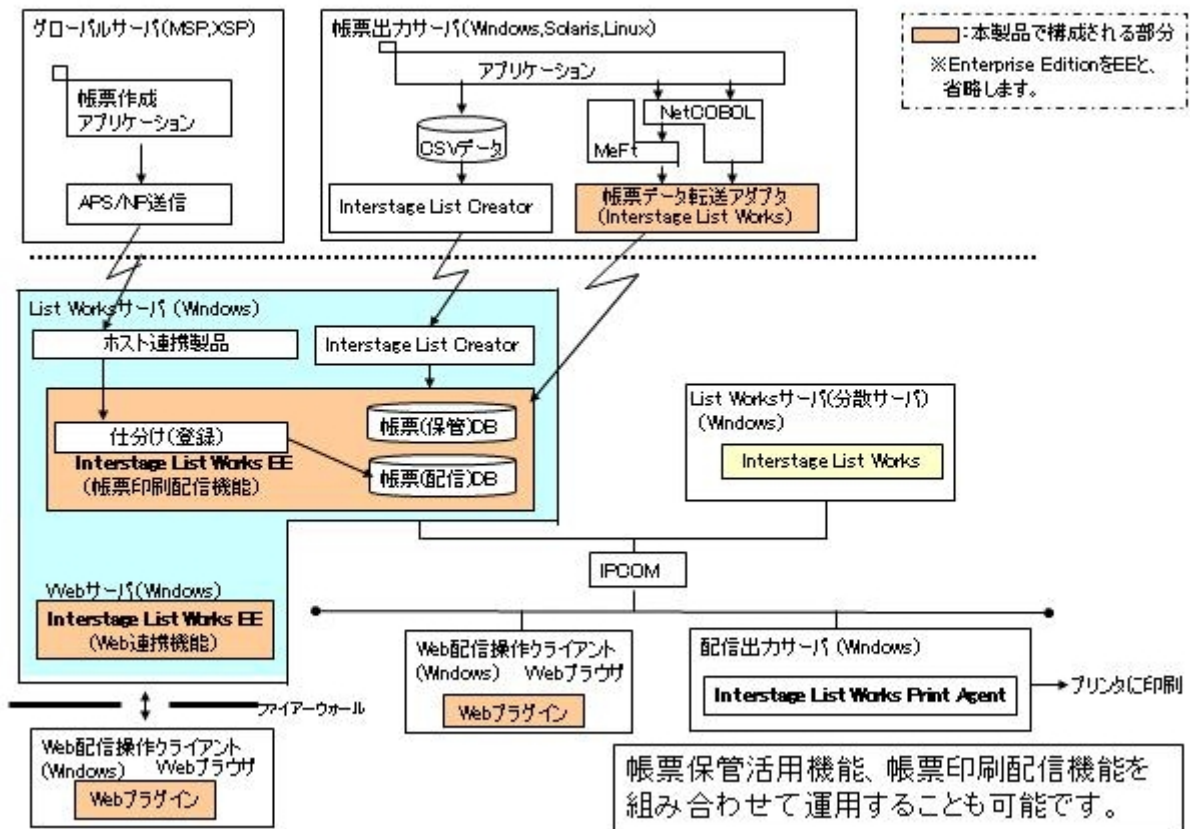 グローバルサーバ(MSP,XSP)
帳票作成
アプリケーション
APS/NP送信
帳票出力サーバ(Windows,Solaris,Linux)
アプリケーション
CSVデータ
NetCOBOL
MeFt
Interstage List Creator
帳票データ転送アダプタ
(Interstage List Works)
:本製品で構成される部分
※Enterprise EditionをEEと、
省略します。
List Worksサーバ (Windows)
ホスト連携製品
Interstage List Creator
仕分け(登録)
帳票(保管)DB
帳票(配信)DB
Interstage List Works EE
(帳票印刷配信機能)
List Worksサーバ(分散サーバ)
(Windows)
Interstage List Works
IPCOM
Webサーバ(Windows)
Interstage List Works EE
(Web連携機能)
ファイアーウォール
Web配信操作クライアント
(Windows) Webブラウザ
Webプラグイン
Web配信操作クライアント
(Windows) Webブラウザ
Webプラグイン
配信出力サーバ (Windows)
Interstage List Works Print Agent
プリンタに印刷
帳票保管活用機能、帳票印刷配信機能を
組み合わせて運用することも可能です。